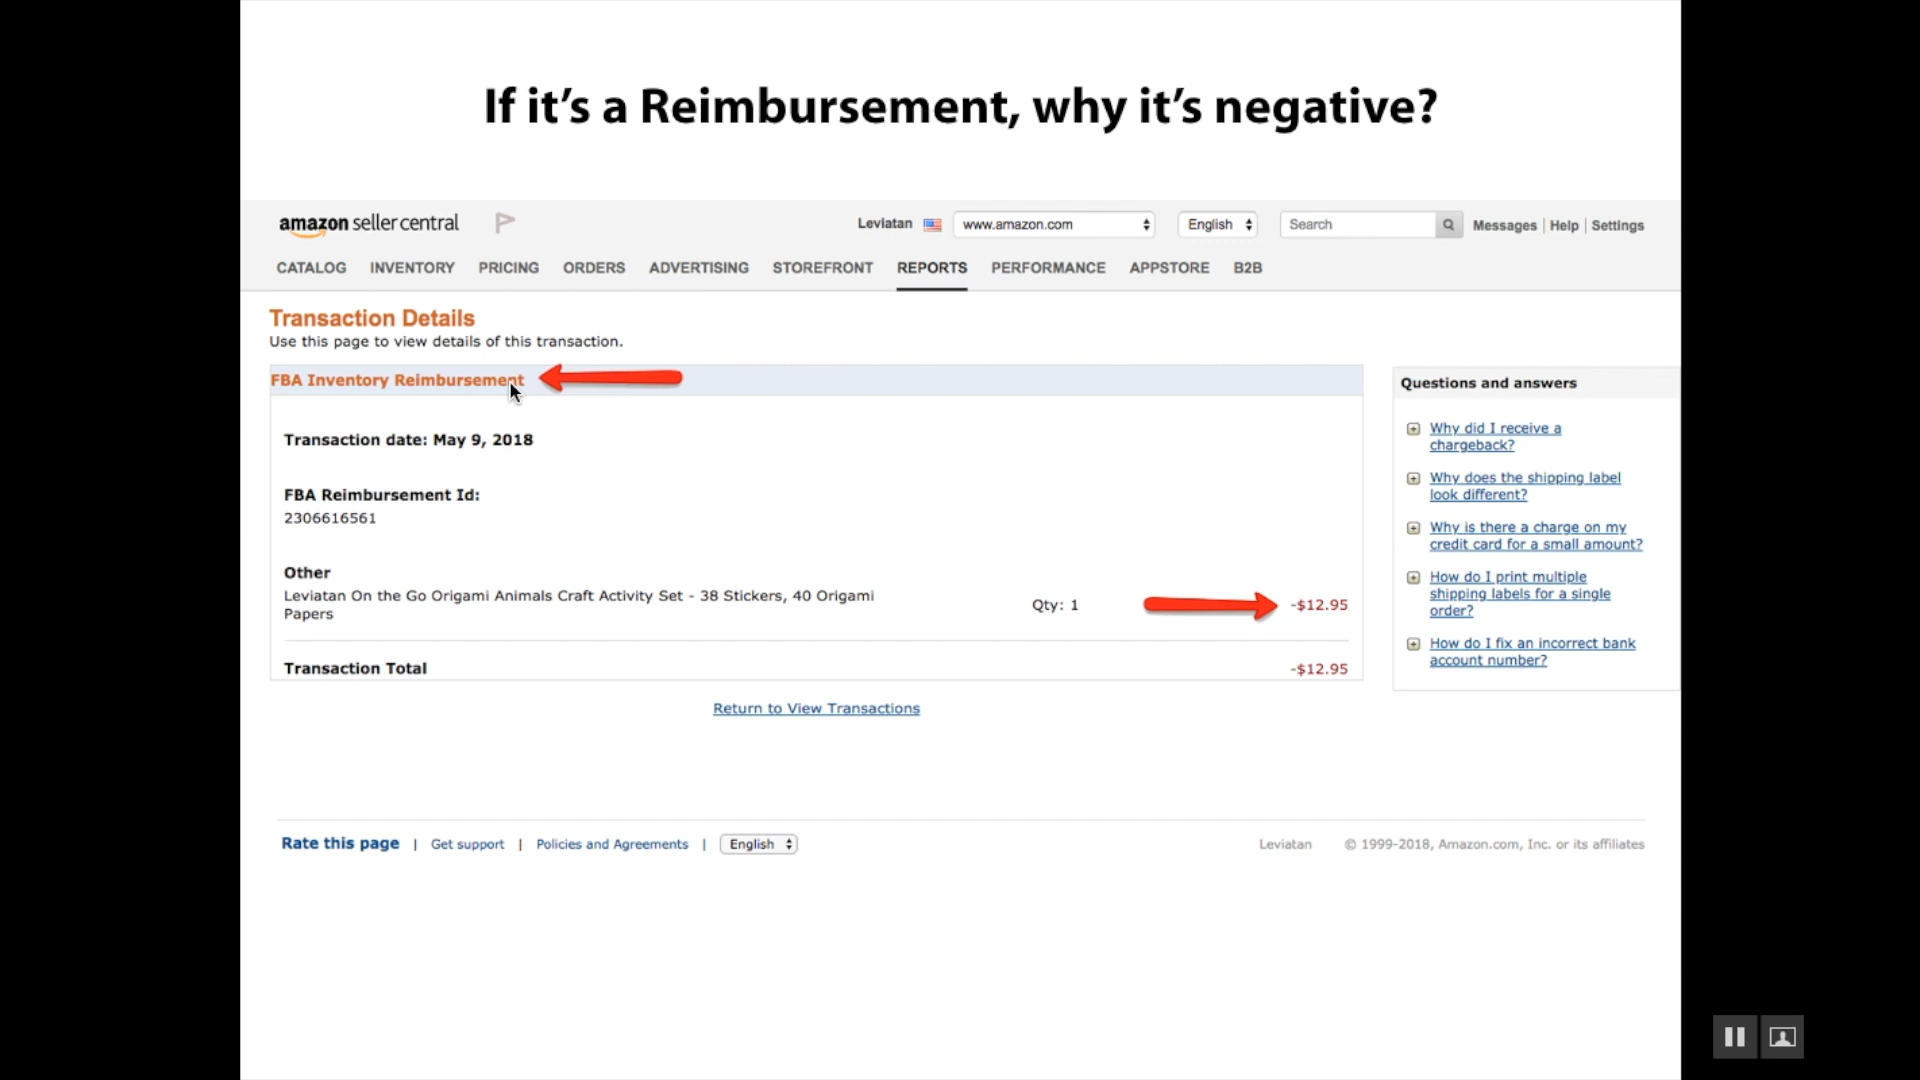 If it’s a Reimbursement, why it’s negative?
amazon seller central
Leviatan
www.amazon.com
English
Search
Messages | Help | Settings
CATALOG INVENTORY PRICING ORDERS ADVERTISING STOREFRONT REPORTS PERFORMANCE APPSTORE B2B
Transaction Details
Use this page to view details of this transaction.
FBA Inventory Reimbursement
Transaction date: May 9, 2018
FBA Reimbursement Id:
2306616561
Other
Leviatan On the Go Origami Animals Craft Activity Set - 38 Stickers, 40 Origami
Papers
Qty: 1
-$12.95
Transaction Total
-$12.95
Return to View Transactions
Questions and answers
Why did I receive a
chargeback?
Why does the shipping label
look different?
Why is there a charge on my
credit card for a small amount?
How do I print multiple
shipping labels for a single
order?
How do I fix an incorrect bank
account number?
Rate this page | Get support | Policies and Agreements | English
Leviatan © 1999-2018, Amazon.com, Inc. or its affiliates